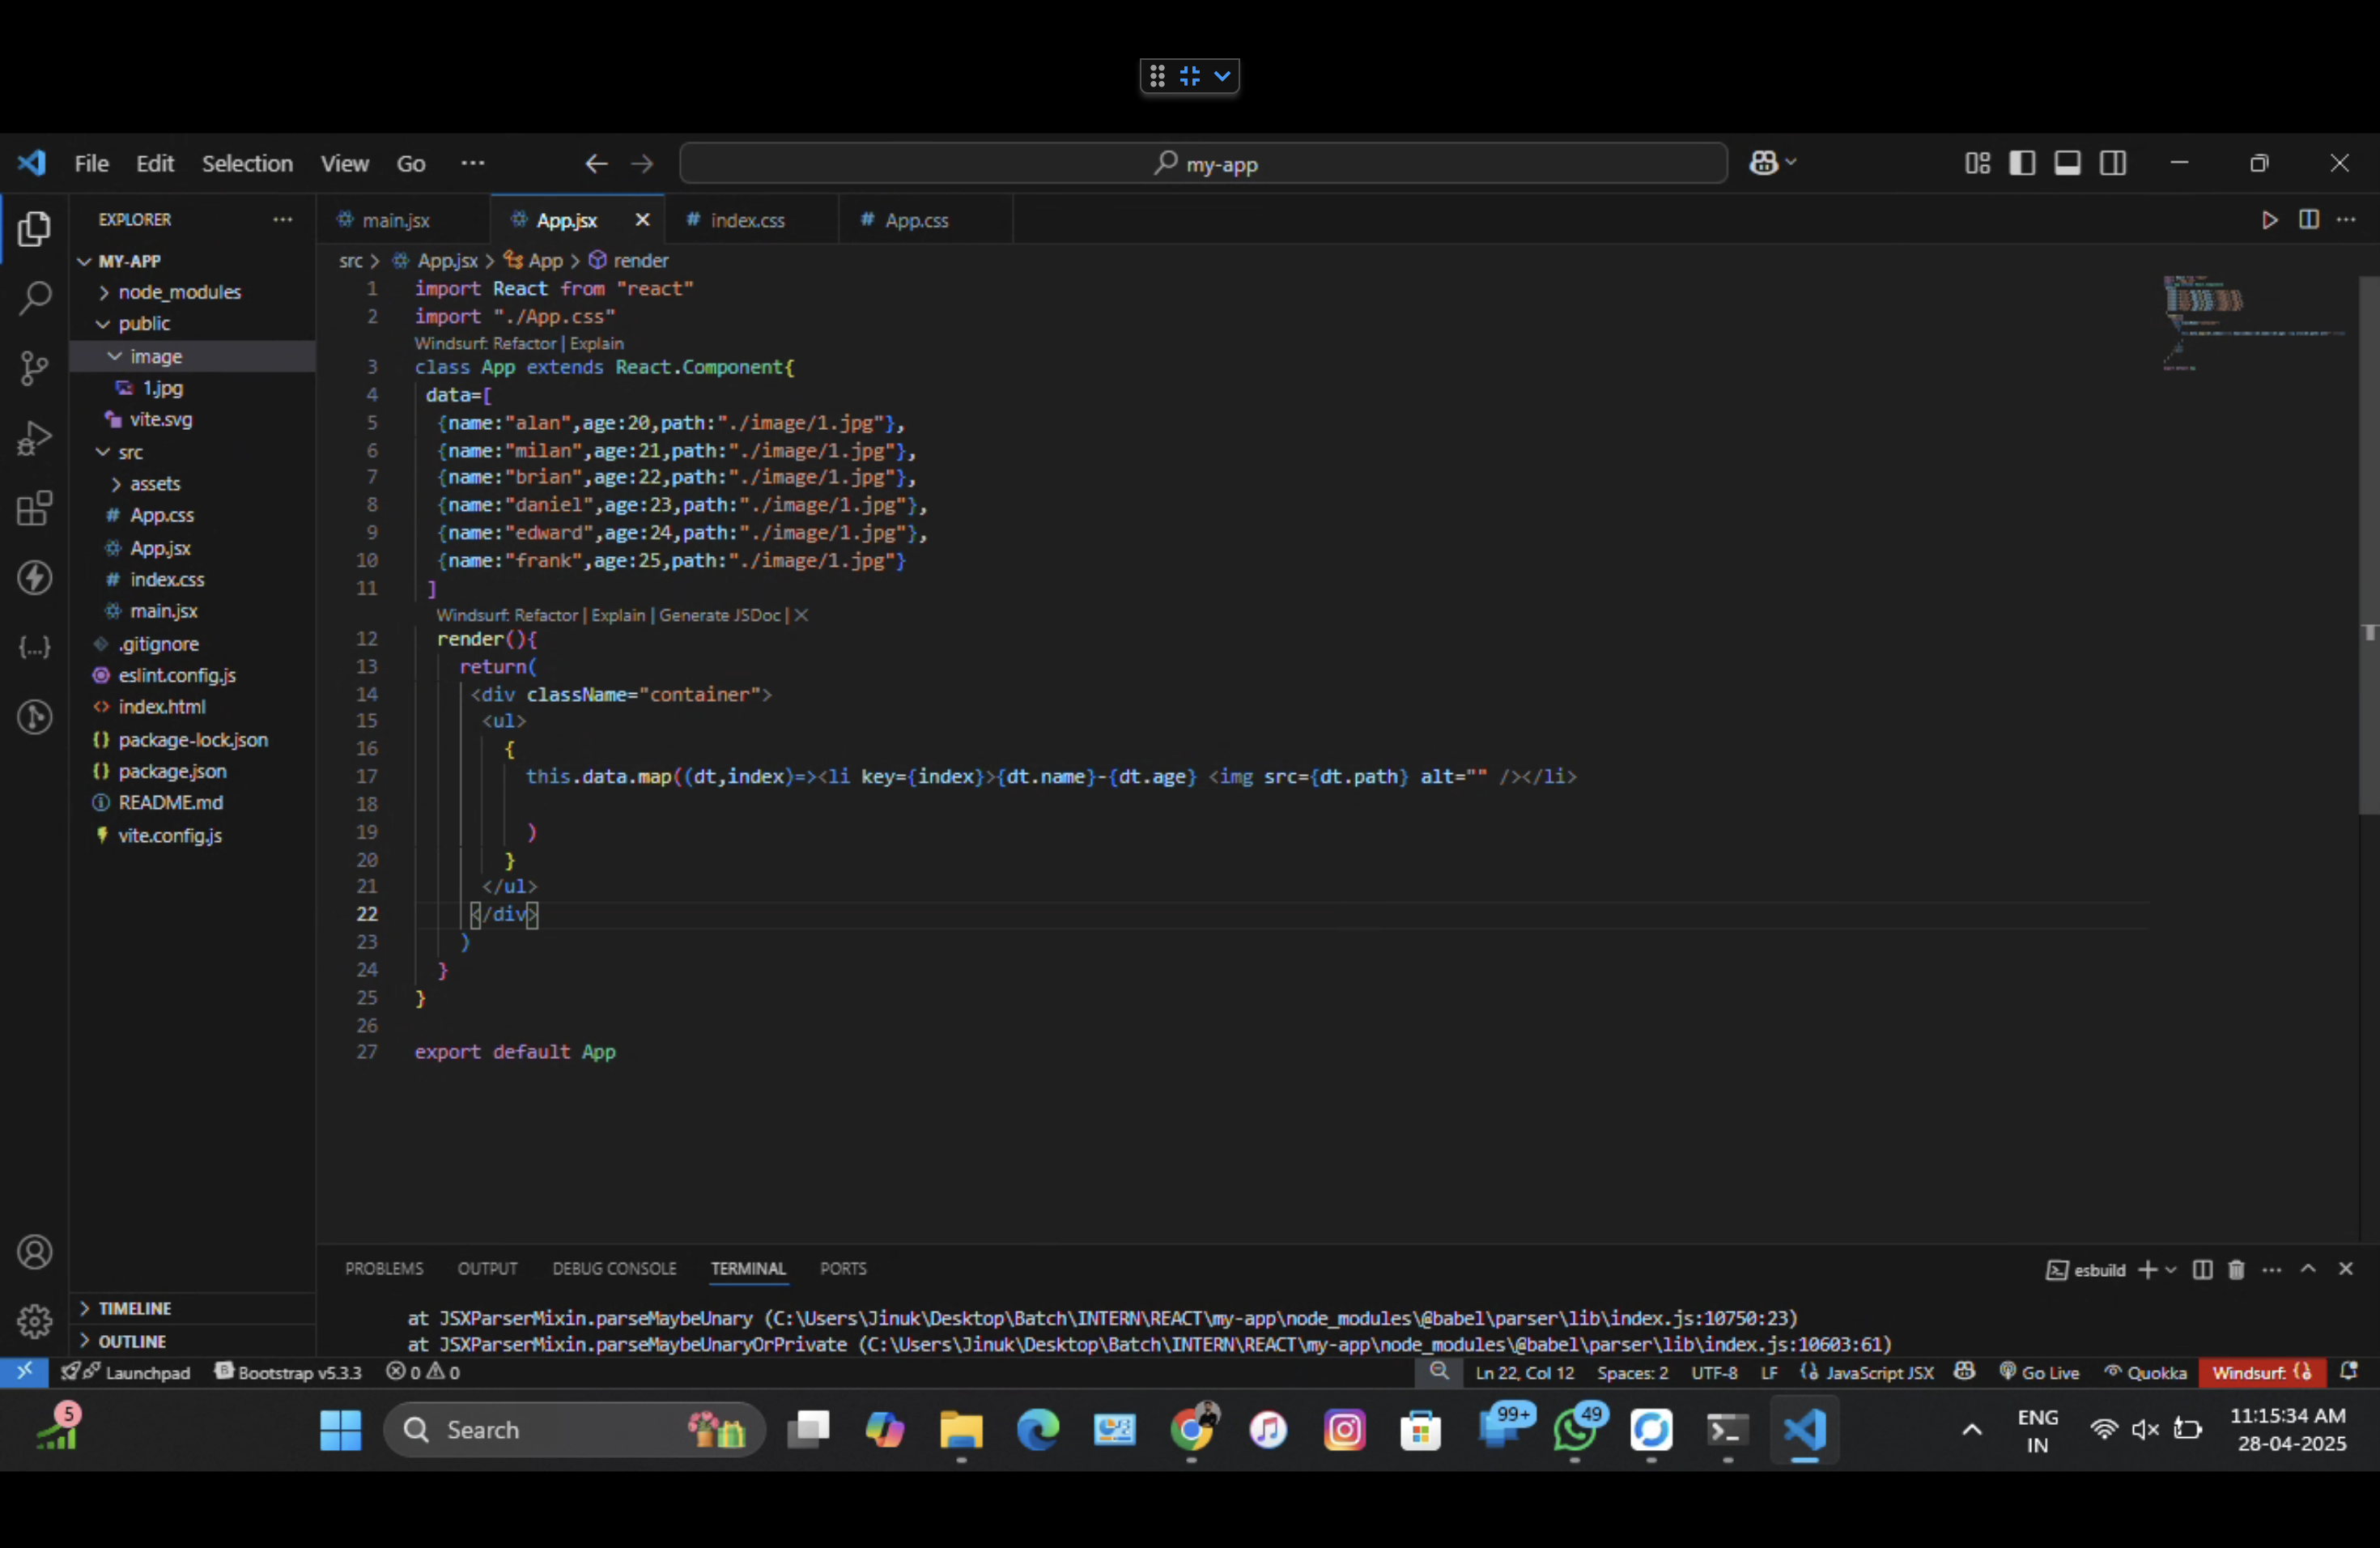 File Edit Selection View Go ··· my-app
EXPLORER ···
MY-APP
node_modules
public
image
1.jpg
vite.svg
src
assets
# App.css
App.jsx
# index.css
main.jsx
.gitignore
eslint.config.js
<> index.html
{} package-lock.json
{} package.json
README.md
vite.config.js
TIMELINE
OUTLINE
main.jsx App.jsx # index.css # App.css
src > App.jsx > App > render
1 import React from "react"
2 import "./App.css"
Windsurf: Refactor | Explain
3 class App extends React.Component{
4 data=[
5 {name:"alan",age:20,path:"./image/1.jpg"},
6 {name:"milan",age:21,path:"./image/1.jpg"},
7 {name:"brian",age:22,path:"./image/1.jpg"},
8 {name:"daniel",age:23,path:"./image/1.jpg"},
9 {name:"edward",age:24,path:"./image/1.jpg"},
10 {name:"frank",age:25,path:"./image/1.jpg"}
11 ]
Windsurf: Refactor | Explain | Generate JSDoc | X
12 render(){
13 return(
14 <div className="container">
15 <ul>
16 {
17 this.data.map((dt,index)=><li key={index}>{dt.name}-{dt.age} <img src={dt.path} alt="" /></li>
18
19 )
20 }
21 </ul>
22 </div>
23 )
24 }
25 }
26
27 export default App
PROBLEMS OUTPUT DEBUG CONSOLE TERMINAL PORTS esbuild
at JSXParserMixin.parseMaybeUnary (C:\Users\Jinuk\Desktop\Batch\INTERN\REACT\my-app\node_modules\@babel\parser\lib\index.js:10750:23)
at JSXParserMixin.parseMaybeUnaryOrPrivate (C:\Users\Jinuk\Desktop\Batch\INTERN\REACT\my-app\node_modules\@babel\parser\lib\index.js:10603:61)
Launchpad Bootstrap v5.3.3 0 0 Ln 22, Col 12 Spaces: 2 UTF-8 LF JavaScript JSX Go Live Quokka Windsurf: {}
5 Search 99+ 49 ENG 11:15:34 AM
IN 28-04-2025